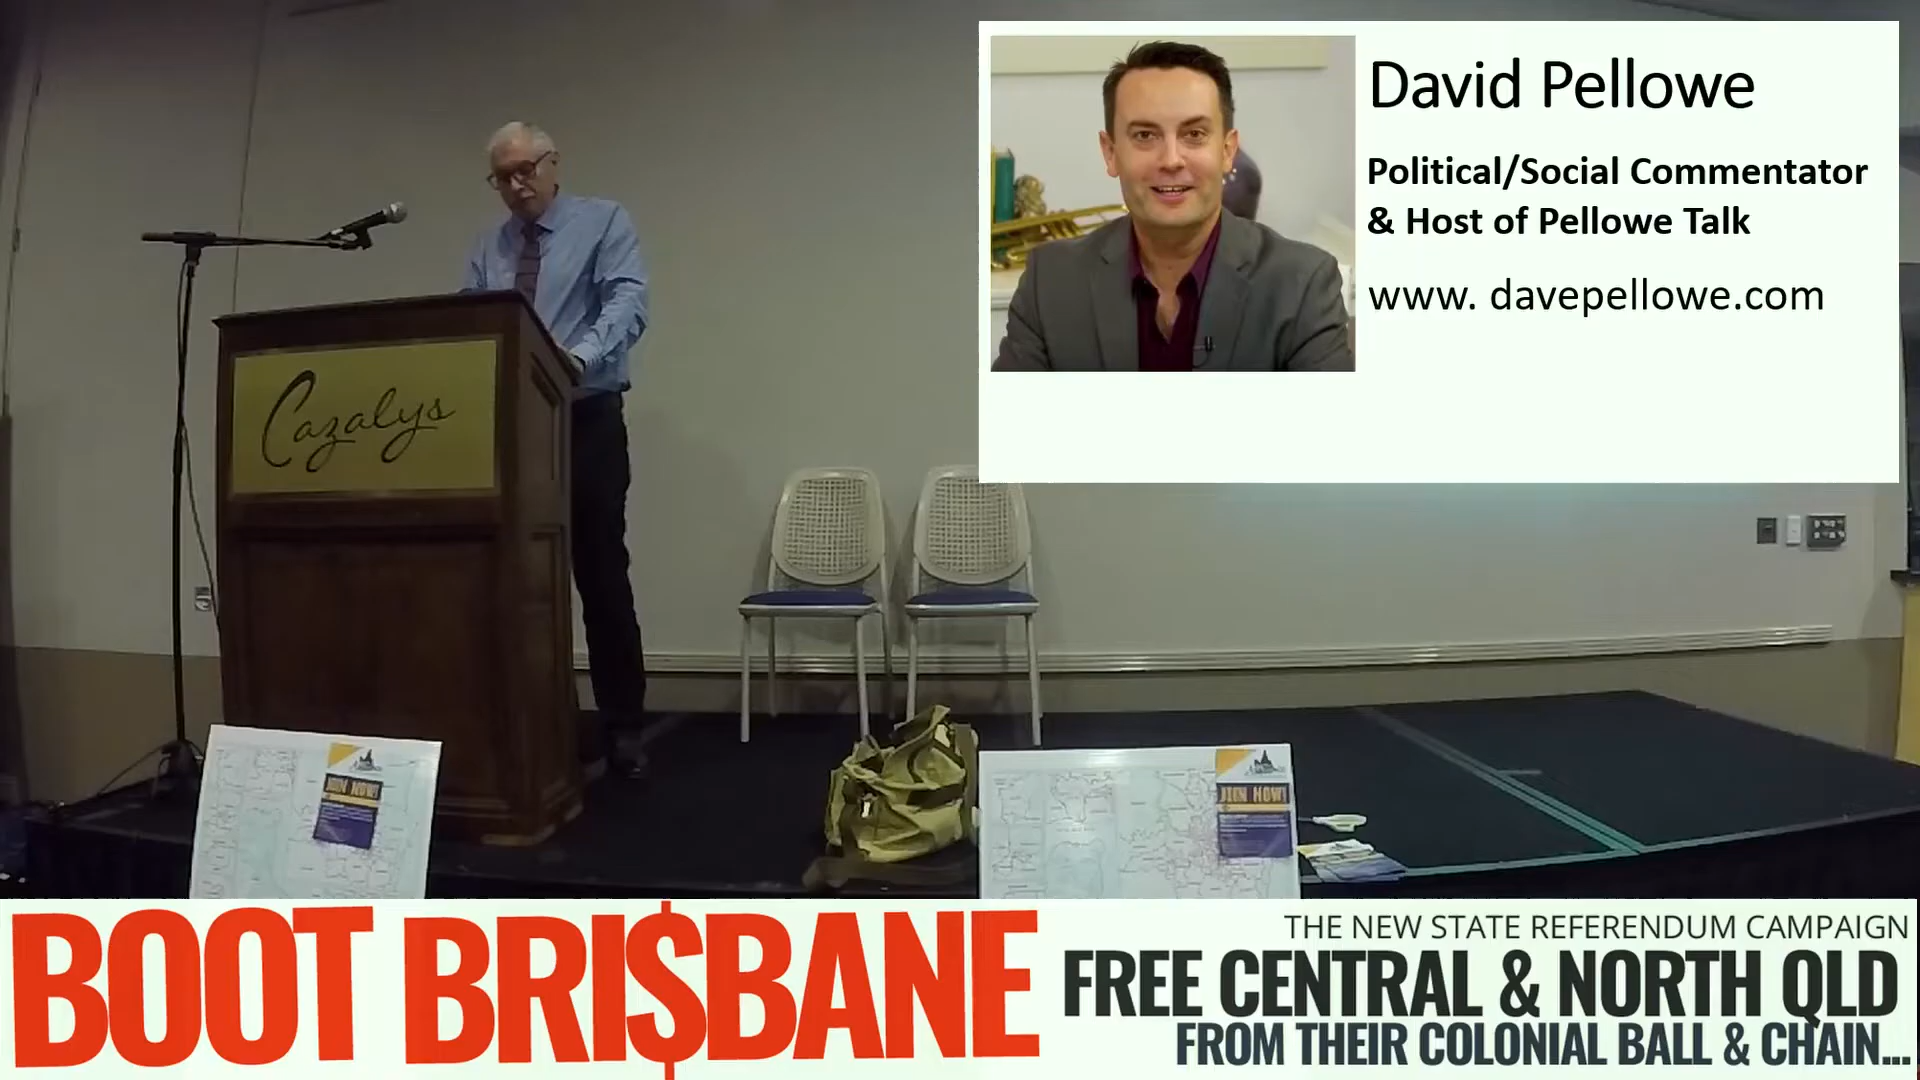 David Pellowe
Political/Social Commentator
& Host of Pellowe Talk
www. davepellowe.com
Cazalys
JOIN NOW!
JOIN NOW!
BOOT BRI$BANE
THE NEW STATE REFERENDUM CAMPAIGN
FREE CENTRAL & NORTH QLD
FROM THEIR COLONIAL BALL & CHAIN...